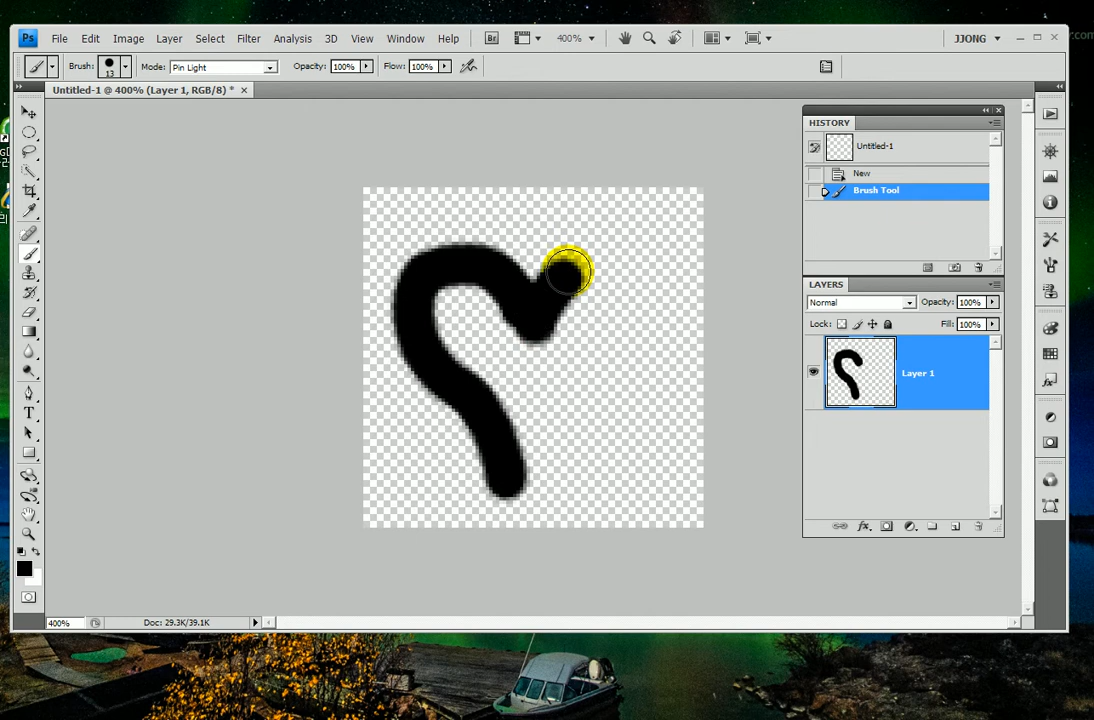 Ps File Edit Image Layer Select Filter Analysis 3D View Window Help Br 400% JJONG
Brush: 13 Mode: Pin Light Opacity: 100% Flow: 100%
Untitled-1 @ 400% (Layer 1, RGB/8) *
HISTORY
Untitled-1
New
Brush Tool
LAYERS
Normal Opacity: 100%
Lock: Fill: 100%
Layer 1
T
fx
400% Doc: 29.3K/39.1K